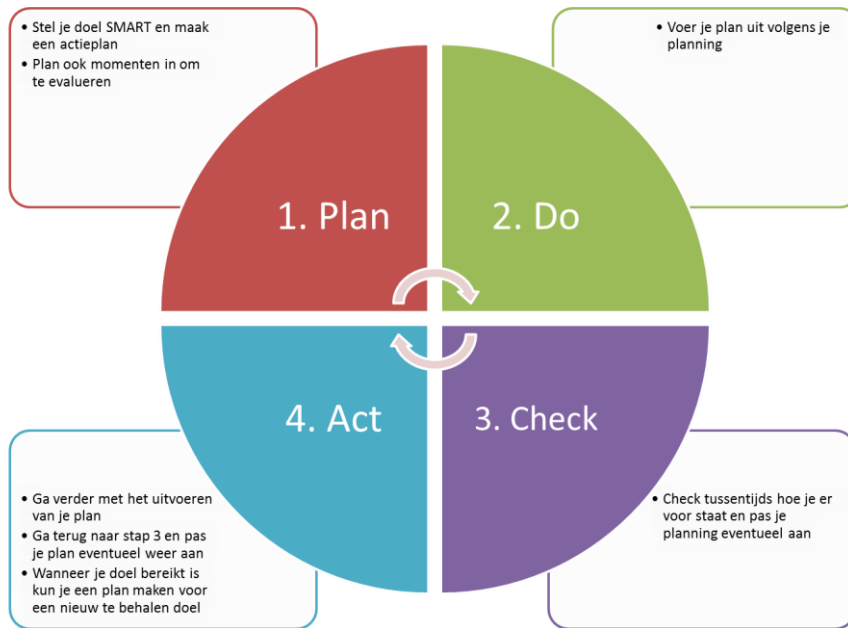 • Stel je doel SMART en maak
een actieplan
• Plan ook momenten in om
te evalueren
• Voer je plan uit volgens je
planning
1. Plan
2. Do
4. Act
3. Check
• Ga verder met het uitvoeren
van je plan
• Ga terug naar stap 3 en pas
je plan eventueel weer aan
• Wanneer je doel bereikt is
kun je een plan maken voor
een nieuw te behalen doel
• Check tussentijds hoe je er
voor staat en pas je
planning eventueel aan